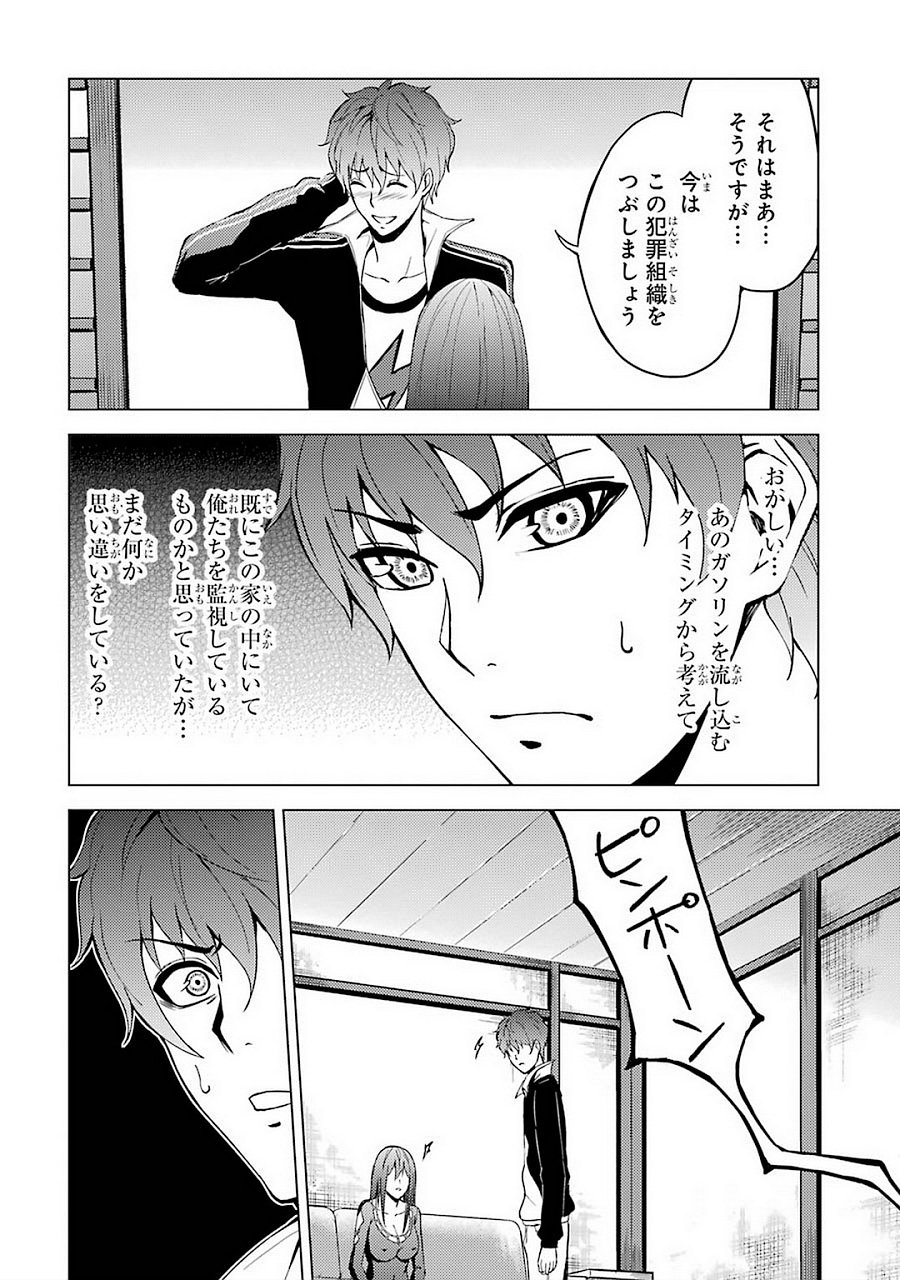 それはまあ…
そうですが…
今は
この犯罪組織を
つぶしましょう
おかしい…
あのガソリンを流し込む
タイミングから考えて
既にこの家の中にいて
俺たちを監視している
ものかと思っていたが…
まだ何か
思い違いをしている？
ピンポーン